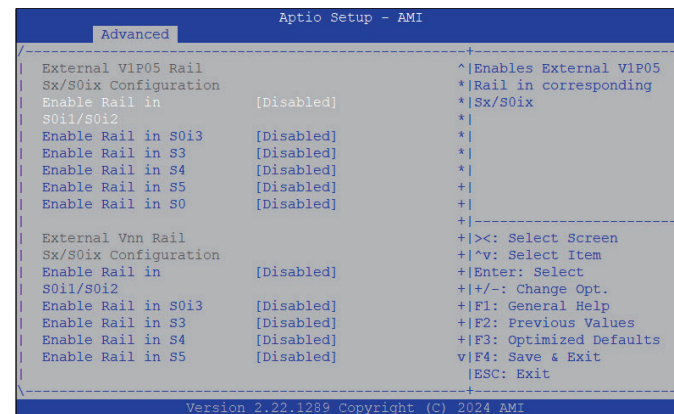 Aptio Setup - AMI
Advanced
/-----------------------------------------------------+-----------------------
| External V1P05 Rail ^|Enables External V1P05
| Sx/S0ix Configuration *|Rail in corresponding
| Enable Rail in [Disabled] *|Sx/S0ix
| S0i1/S0i2 *|
| Enable Rail in S0i3 [Disabled] *|
| Enable Rail in S3 [Disabled] *|
| Enable Rail in S4 [Disabled] *|
| Enable Rail in S5 [Disabled] +|
| Enable Rail in S0 [Disabled] +|
| +|-----------------------
| External Vnn Rail +|><: Select Screen
| Sx/S0ix Configuration +|^v: Select Item
| Enable Rail in [Disabled] +|Enter: Select
| S0i1/S0i2 +|+/-: Change Opt.
| Enable Rail in S0i3 [Disabled] +|F1: General Help
| Enable Rail in S3 [Disabled] +|F2: Previous Values
| Enable Rail in S4 [Disabled] +|F3: Optimized Defaults
| Enable Rail in S5 [Disabled] v|F4: Save & Exit
| |ESC: Exit
\-----------------------------------------------------+-----------------------
Version 2.22.1289 Copyright (C) 2024 AMI